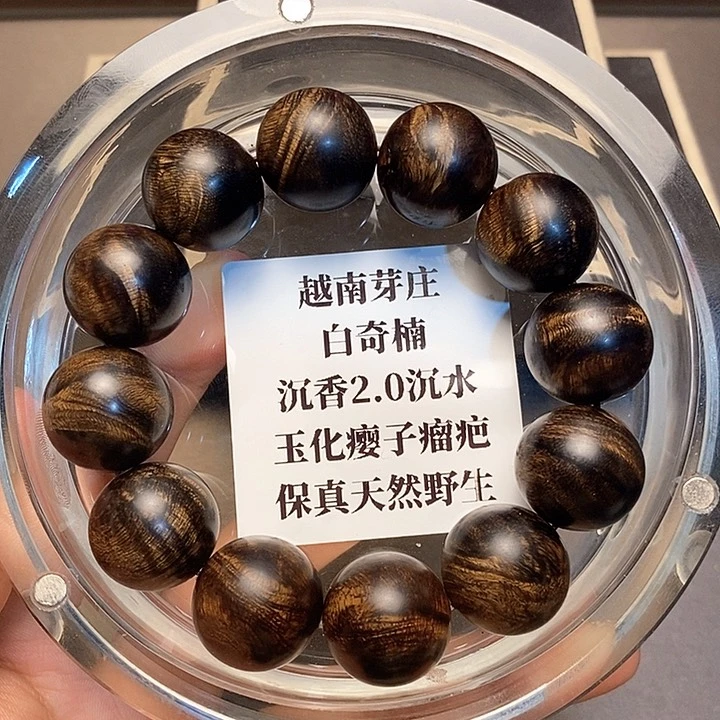 越南芽庄
白奇楠
沉香2.0沉水
玉化瘿子瘤疤
保真天然野生